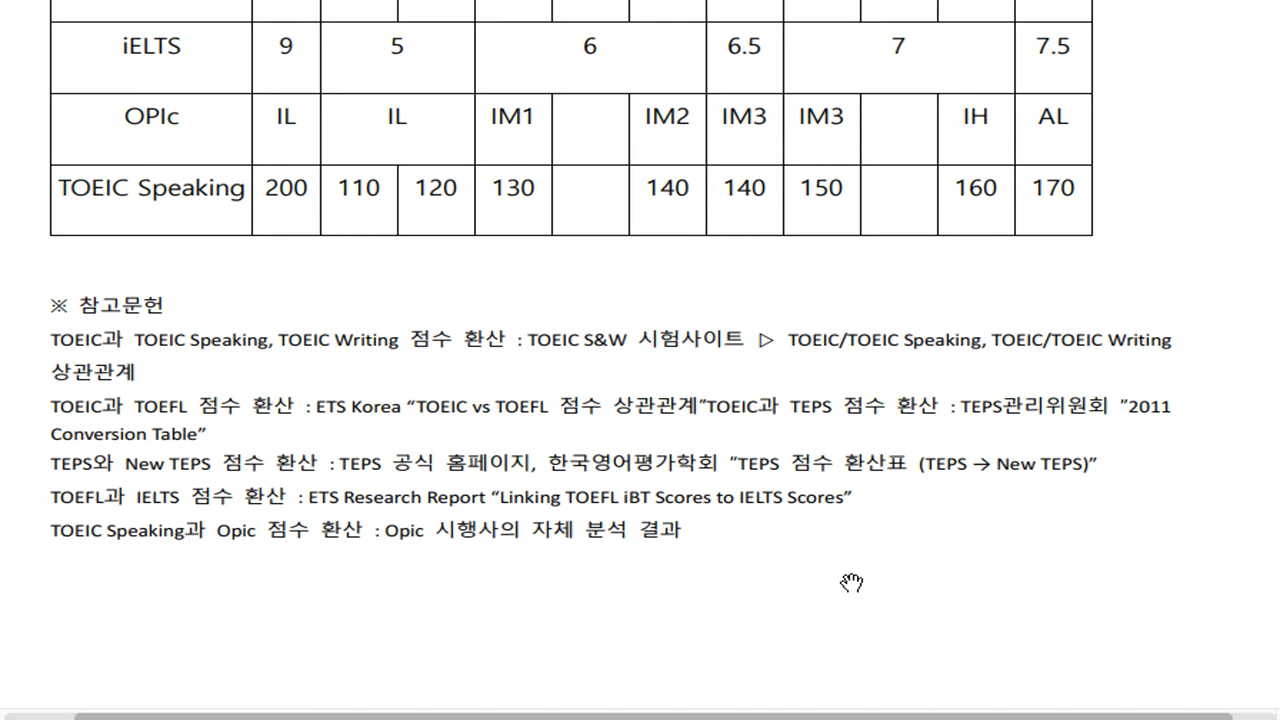 iELTS 9 5 6 6.5 7 7.5
OPIc IL IL IM1 IM2 IM3 IM3 IH AL
TOEIC Speaking 200 110 120 130 140 140 150 160 170
※ 참고문헌
TOEIC과 TOEIC Speaking, TOEIC Writing 점수 환산 : TOEIC S&W 시험사이트 ▷ TOEIC/TOEIC Speaking, TOEIC/TOEIC Writing
상관관계
TOEIC과 TOEFL 점수 환산 : ETS Korea “TOEIC vs TOEFL 점수 상관관계”TOEIC과 TEPS 점수 환산 : TEPS관리위원회 “2011
Conversion Table”
TEPS와 New TEPS 점수 환산 : TEPS 공식 홈페이지, 한국영어평가학회 “TEPS 점수 환산표 (TEPS → New TEPS)”
TOEFL과 IELTS 점수 환산 : ETS Research Report “Linking TOEFL iBT Scores to IELTS Scores”
TOEIC Speaking과 Opic 점수 환산 : Opic 시행사의 자체 분석 결과